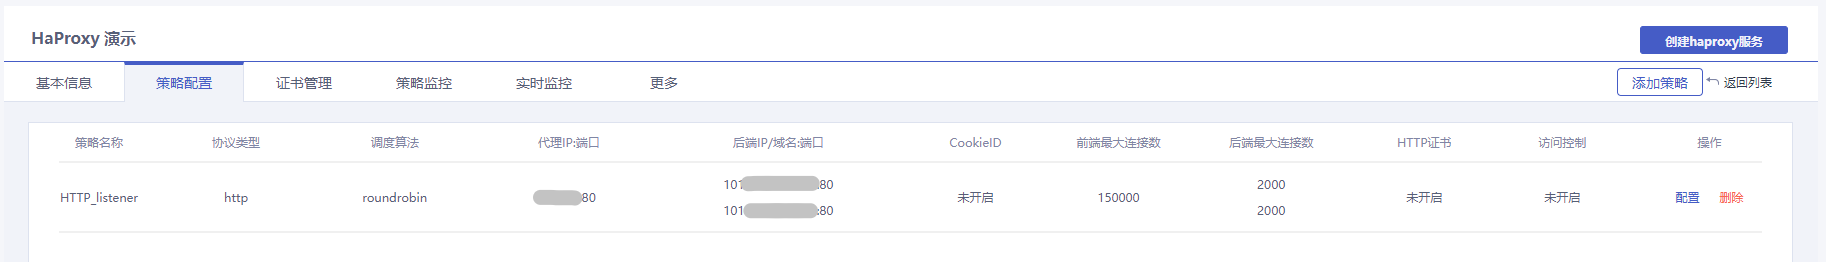 HaProxy 演示
创建haproxy服务
基本信息 策略配置 证书管理 策略监控 实时监控 更多 添加策略 返回列表
策略名称 协议类型 调度算法 代理IP:端口 后端IP/域名:端口 CookieID 前端最大连接数 后端最大连接数 HTTP证书 访问控制 操作
101 :80 2000
HTTP_listener http roundrobin 80 未开启 150000 未开启 未开启 配置 删除
101 :80 2000